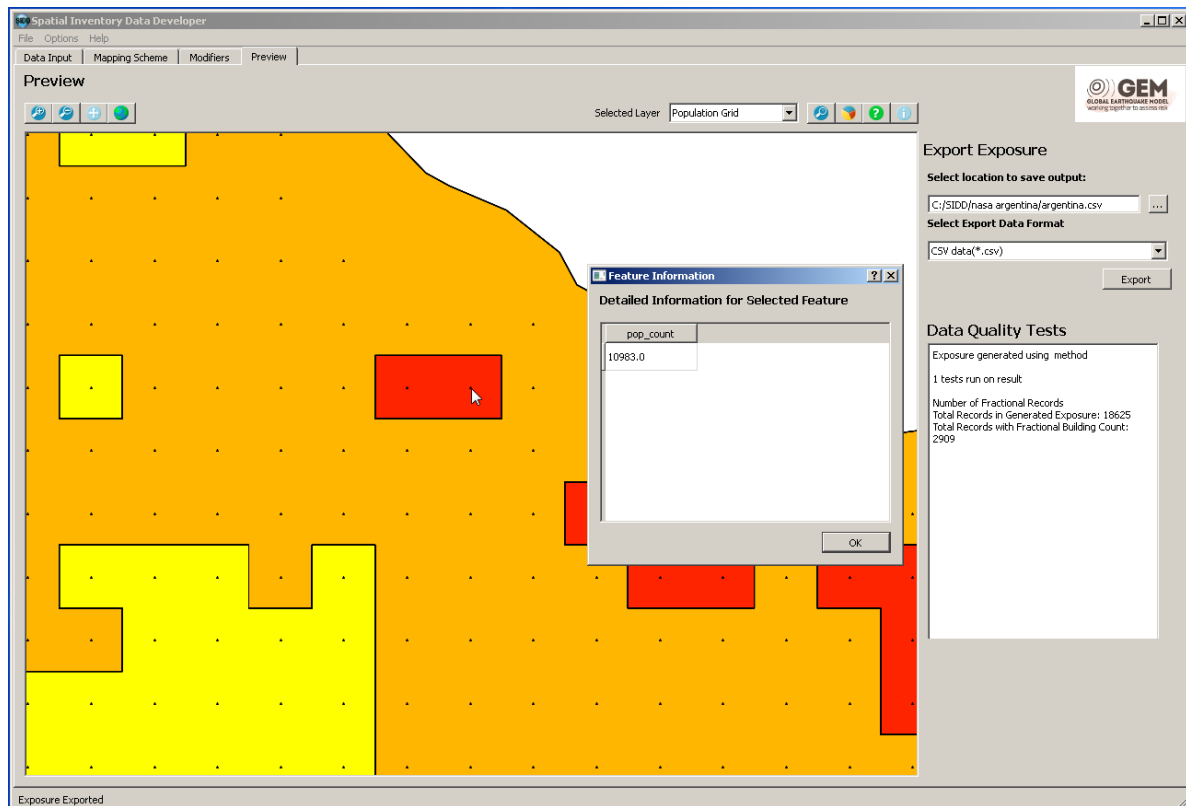 Spatial Inventory Data Developer
File Options Help
Data Input Mapping Scheme Modifiers Preview
Preview
GEM
GLOBAL EARTHQUAKE MODEL
working together to assess risk
Selected Layer Population Grid
Export Exposure
Select location to save output:
C:/SIDD/nasa argentina/argentina.csv ...
Select Export Data Format
CSV data(*.csv)
Export
Feature Information
Detailed Information for Selected Feature
pop_count
10983.0
OK
Data Quality Tests
Exposure generated using method
1 tests run on result
Number of Fractional Records
Total Records in Generated Exposure: 18625
Total Records with Fractional Building Count:
2909
Exposure Exported